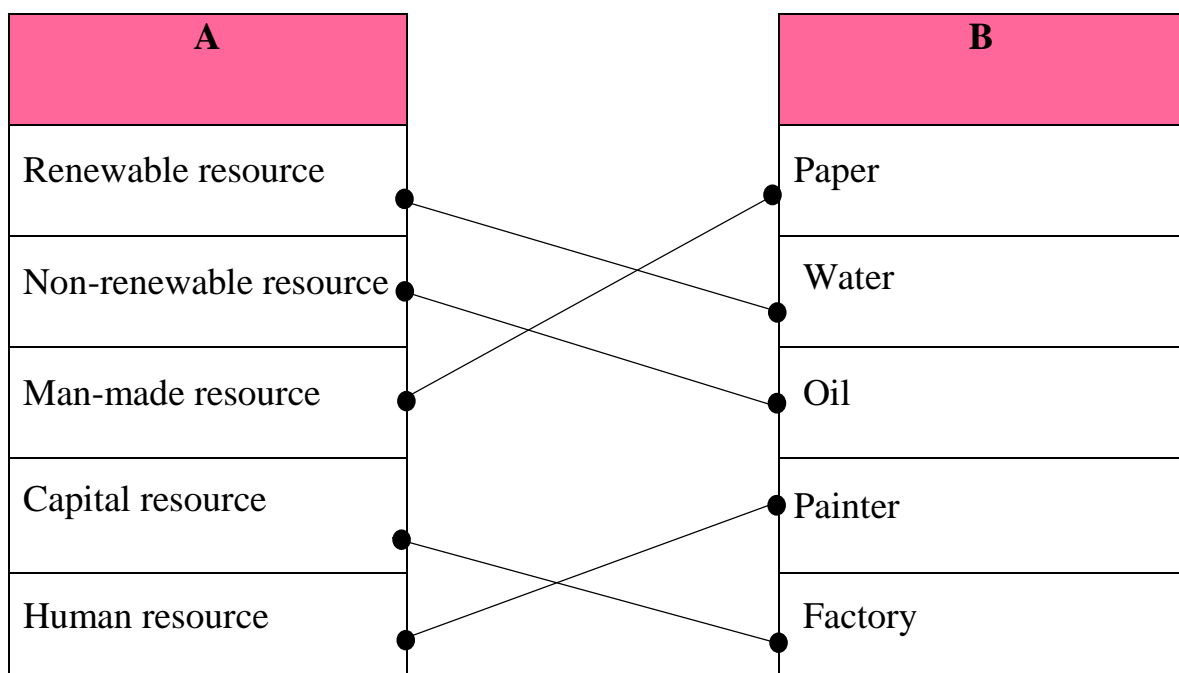 A
B
Renewable resource
Paper
Non-renewable resource
Water
Man-made resource
Oil
Capital resource
Painter
Human resource
Factory